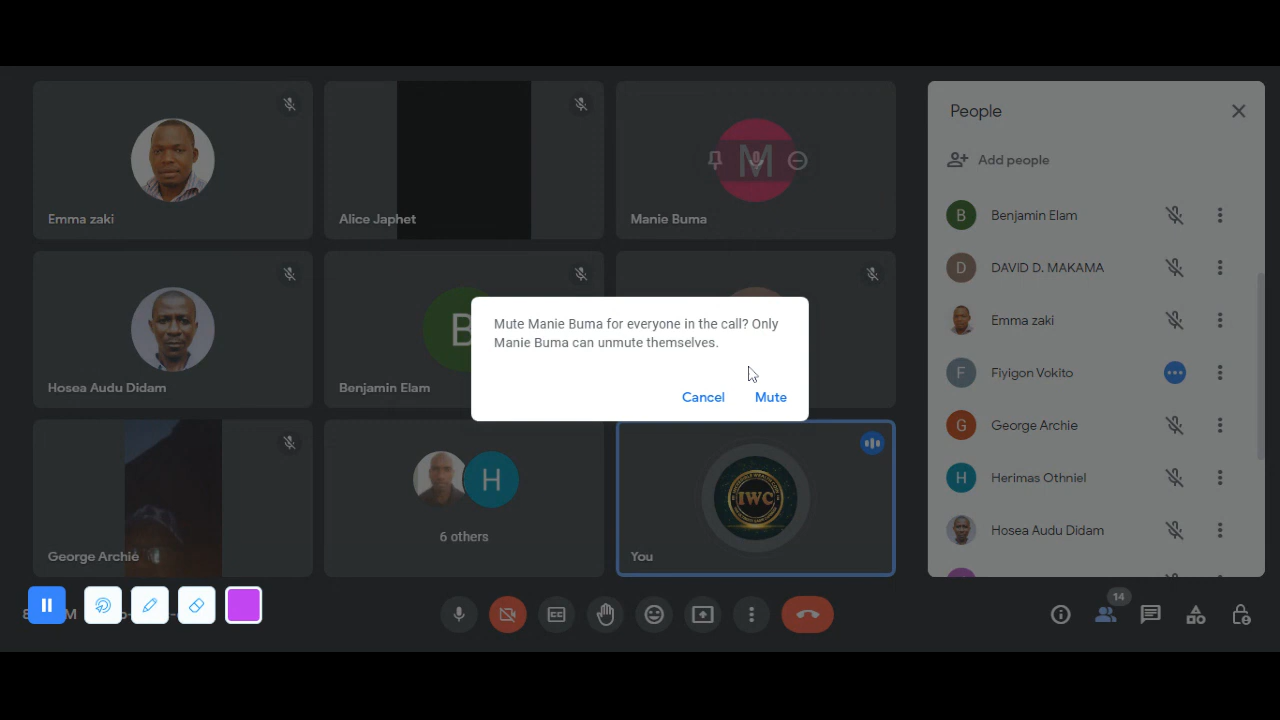 Emma zaki
Alice Japhet
M
Manie Buma
Hosea Audu Didam
B
Benjamin Elam
George Archie
H
6 others
IWC
You
Mute Manie Buma for everyone in the call? Only
Manie Buma can unmute themselves.
Cancel
Mute
People
Add people
B Benjamin Elam
D DAVID D. MAKAMA
Emma zaki
F Fiyigon Vokito
G George Archie
H Herimas Othniel
Hosea Audu Didam
14